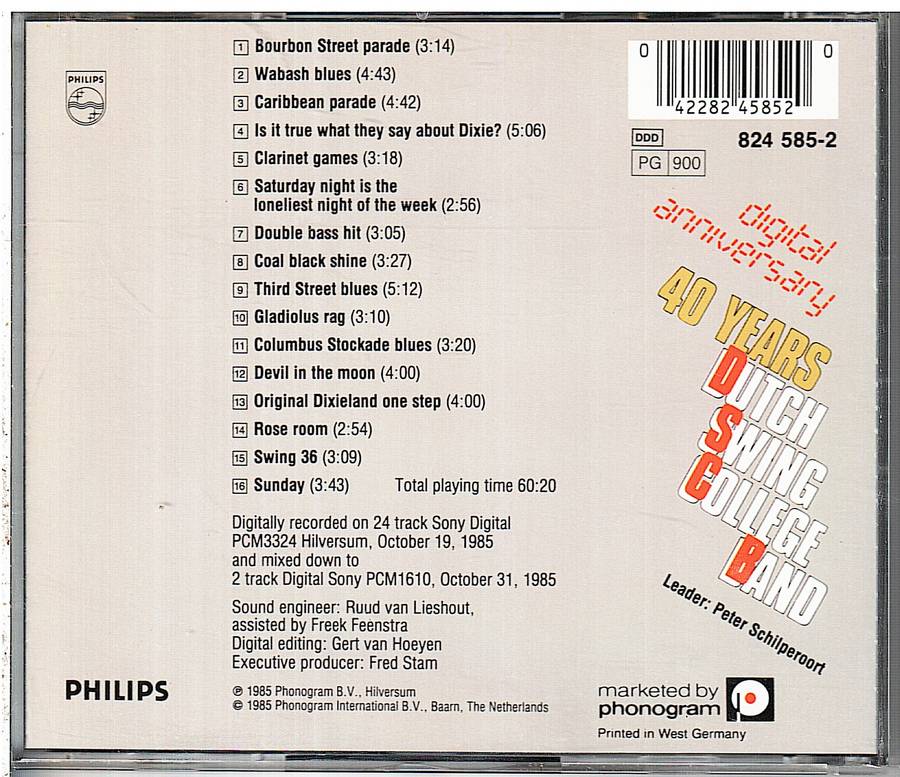 PHILIPS
1 Bourbon Street parade (3:14)
2 Wabash blues (4:43)
3 Caribbean parade (4:42)
4 Is it true what they say about Dixie? (5:06)
5 Clarinet games (3:18)
6 Saturday night is the
loneliest night of the week (2:56)
7 Double bass hit (3:05)
8 Coal black shine (3:27)
9 Third Street blues (5:12)
10 Gladiolus rag (3:10)
11 Columbus Stockade blues (3:20)
12 Devil in the moon (4:00)
13 Original Dixieland one step (4:00)
14 Rose room (2:54)
15 Swing 36 (3:09)
16 Sunday (3:43) Total playing time 60:20
Digitally recorded on 24 track Sony Digital
PCM3324 Hilversum, October 19, 1985
and mixed down to
2 track Digital Sony PCM1610, October 31, 1985
Sound engineer: Ruud van Lieshout,
assisted by Freek Feenstra
Digital editing: Gert van Hoeyen
Executive producer: Fred Stam
PHILIPS
℗ 1985 Phonogram B.V., Hilversum
© 1985 Phonogram International B.V., Baarn, The Netherlands
0 42282 45852 0
DDD 824 585-2
PG 900
digital
anniversary
40 YEARS
DUTCH
SWING
COLLEGE
BAND
Leader: Peter Schilperoort
marketed by
phonogram
Printed in West Germany